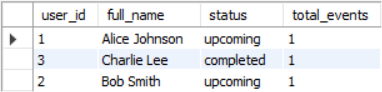 user_id full_name status total_events
1 Alice Johnson upcoming 1
3 Charlie Lee completed 1
2 Bob Smith upcoming 1